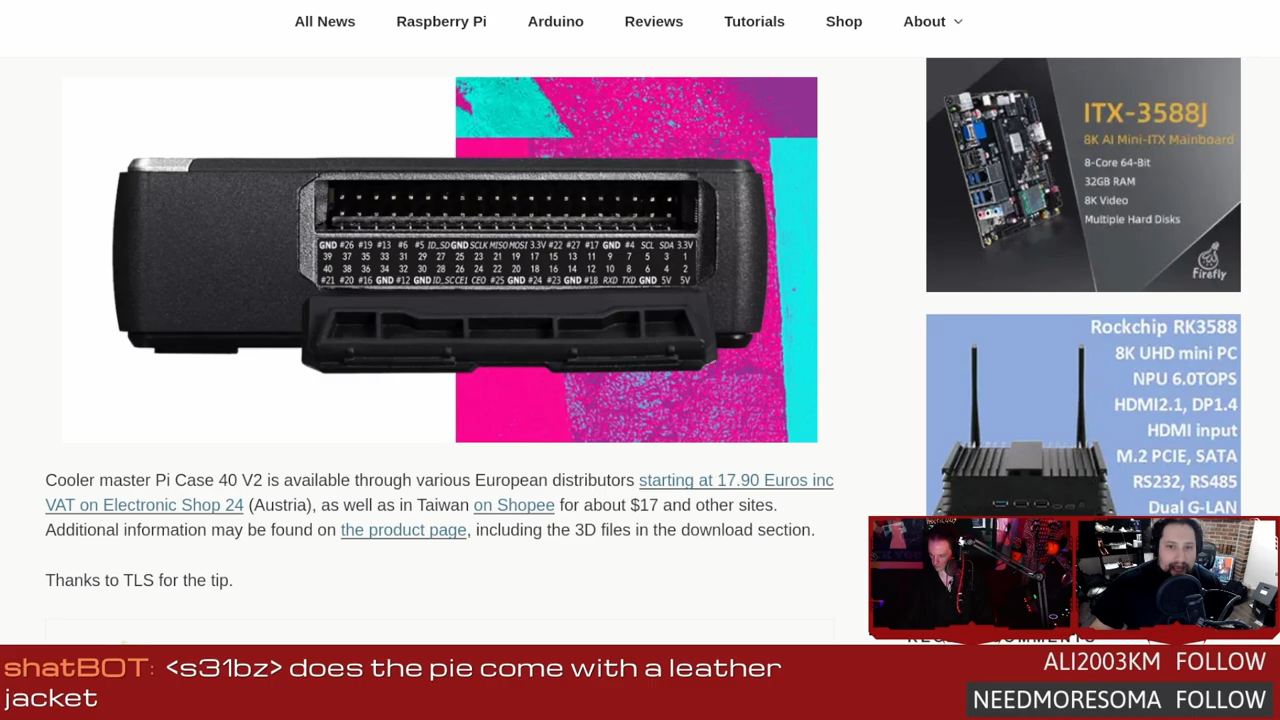 All News Raspberry Pi Arduino Reviews Tutorials Shop About
GND #26 #19 #13 #6 #5 ID_SD GND SCLK MISO MOSI 3.3V #22 #27 #17 GND #4 SCL SDA 3.3V
39 37 35 33 31 29 27 25 23 21 19 17 15 13 11 9 7 5 3 1
40 38 36 34 32 30 28 26 24 22 20 18 16 14 12 10 8 6 4 2
#21 #20 #16 GND #12 GND ID_SC CE1 CE0 #25 GND #24 #23 GND #18 RXD TXD GND 5V 5V
ITX-3588J
8K AI Mini-ITX Mainboard
8-Core 64-Bit
32GB RAM
8K Video
Multiple Hard Disks
Firefly
Rockchip RK3588
8K UHD mini PC
NPU 6.0TOPS
HDMI2.1, DP1.4
HDMI input
M.2 PCIE, SATA
RS232, RS485
Dual G-LAN
Cooler master Pi Case 40 V2 is available through various European distributors starting at 17.90 Euros inc
VAT on Electronic Shop 24 (Austria), as well as in Taiwan on Shopee for about $17 and other sites.
Additional information may be found on the product page, including the 3D files in the download section.
Thanks to TLS for the tip.
shatBOT: <s31bz> does the pie come with a leather
jacket
ALI2003KM FOLLOW
NEEDMORESOMA FOLLOW